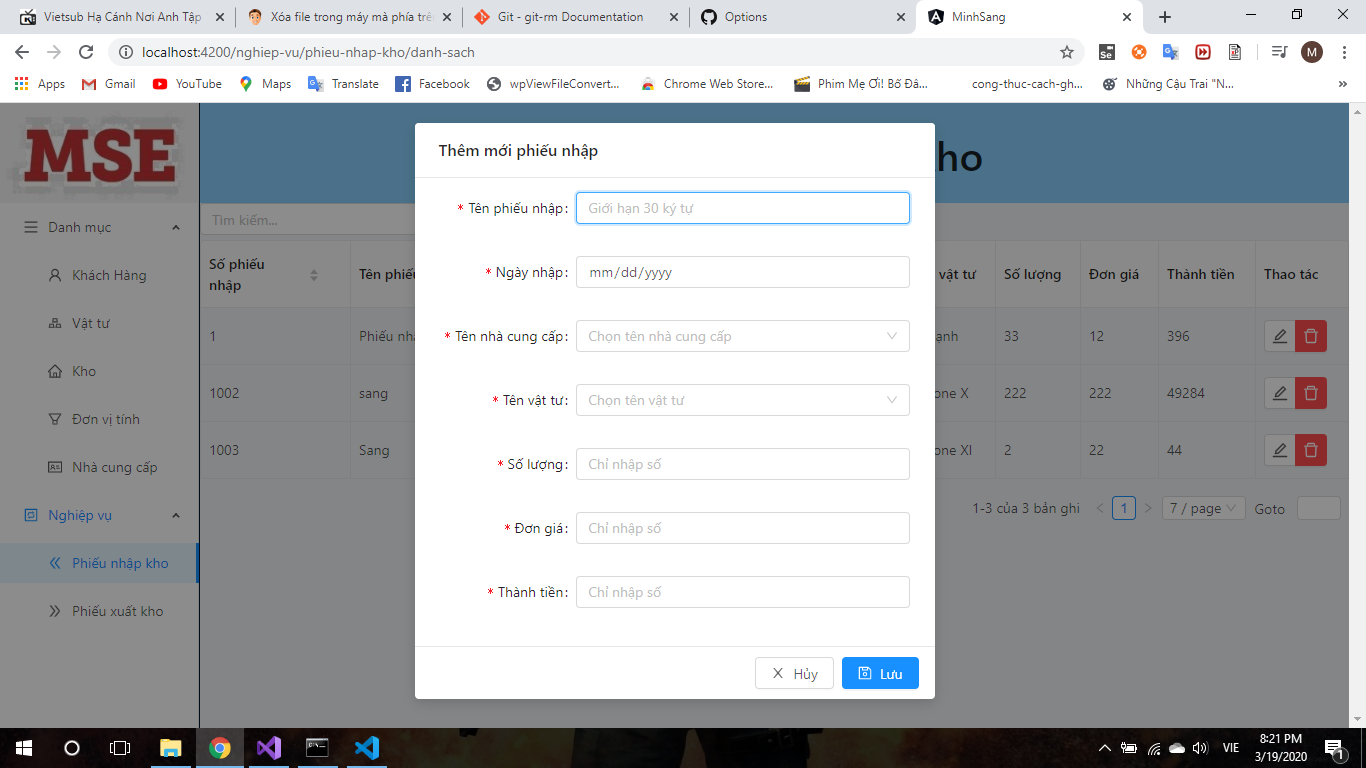 Vietsub Hạ Cánh Nơi Anh Tập
Xóa file trong máy mà phía trê
Git - git-rm Documentation
Options
MinhSang
localhost:4200/nghiep-vu/phieu-nhap-kho/danh-sach
M
Apps
Gmail
YouTube
Maps
Translate
Facebook
wpViewFileConvert...
Chrome Web Store...
Phim Mẹ Ơi! Bố Đâ...
cong-thuc-cach-gh...
Những Cậu Trai "N...
MSE
ho
Danh mục
Khách Hàng
Vật tư
Kho
Đơn vị tính
Nhà cung cấp
Nghiệp vụ
Phiếu nhập kho
Phiếu xuất kho
Tìm kiếm...
Số phiếu nhập
Tên phiếu
vật tư
Số lượng
Đơn giá
Thành tiền
Thao tác
1
Phiếu nhậ
ạnh
33
12
396
1002
sang
one X
222
222
49284
1003
Sang
one XI
2
22
44
1-3 của 3 bản ghi
1
7 / page
Goto
Thêm mới phiếu nhập
* Tên phiếu nhập:
Giới hạn 30 ký tự
* Ngày nhập:
mm/dd/yyyy
* Tên nhà cung cấp:
Chọn tên nhà cung cấp
* Tên vật tư:
Chọn tên vật tư
* Số lượng:
Chỉ nhập số
* Đơn giá:
Chỉ nhập số
* Thành tiền:
Chỉ nhập số
Hủy
Lưu
VIE
8:21 PM
3/19/2020
1